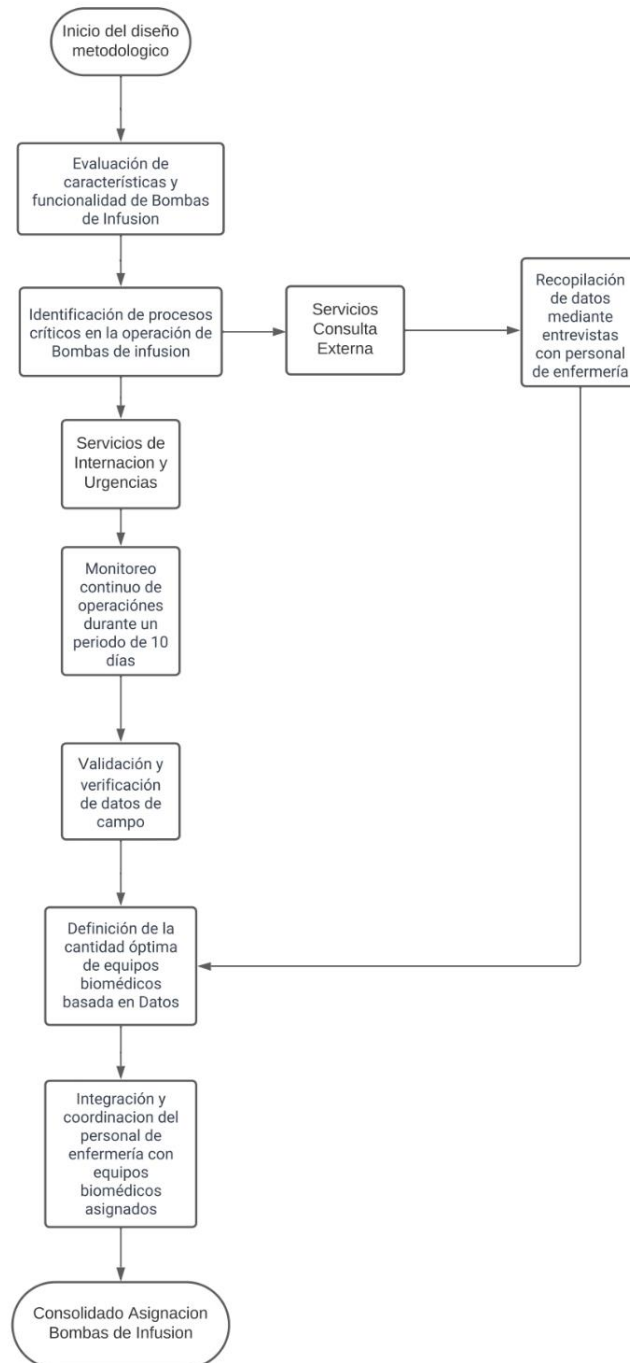 Inicio del diseño
metodologico
Evaluación de
características y
funcionalidad de Bombas
de Infusion
Identificación de procesos
críticos en la operación de
Bombas de infusion
Servicios
Consulta
Externa
Recopilación
de datos
mediante
entrevistas
con personal
de enfermería
Servicios de
Internacion y
Urgencias
Monitoreo
continuo de
operaciónes
durante un
periodo de 10
días
Validación y
verificación
de datos de
campo
Definición de la
cantidad óptima
de equipos
biomédicos
basada en Datos
Integración y
coordinacion del
personal de
enfermería con
equipos
biomédicos
asignados
Consolidado Asignacion
Bombas de Infusion